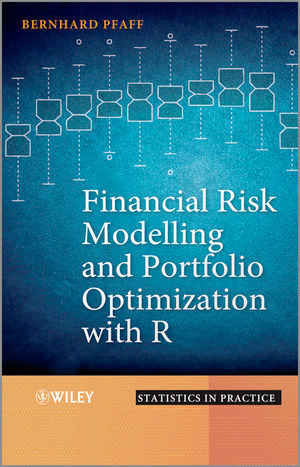 BERNHARD PFAFF
Financial Risk
Modelling
and Portfolio
Optimization
with R
WILEY
STATISTICS IN PRACTICE